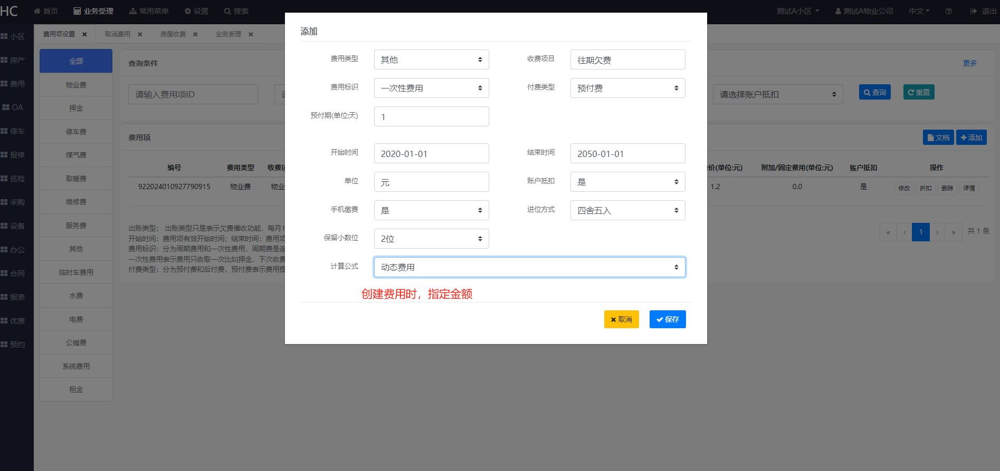 HC 首页 业务受理 常用菜单 设置 搜索 测试A小区 测试A物业公司 中文 退出
小区
房产
费用
OA
停车
报修
巡检
采购
设备
办公
合同
报表
优惠
预约
费用项设置 取消费用 房屋收费 业务受理
全部
物业费
押金
停车费
煤气费
取暖费
维修费
服务费
其他
临时车费用
水费
电费
公摊费
系统费用
租金
查询条件 更多
请输入费用项ID 请选择账户抵扣 查询 重置
费用项 文档 添加
编号 费用类型 收费项 价(单位:元) 附加/固定费用(单位:元) 账户抵扣 操作
922024010927790915 物业费 物业 1.2 0.0 是 修改 折扣 删除 详情
出账类型： 出账类型只是表示欠费催收功能，每月1
开始时间：费用项有效开始时间；结束时间：费用项
费用标识：分为周期费用和一次性费用，周期费是连
一次性费用表示费用只收取一次比如押金，下次收费
付费类型：分为预付费和后付费，预付费表示费用提
« ‹ 1 › » 共 1 条
添加
费用类型 其他 收费项目 往期欠费
费用标识 一次性费用 付费类型 预付费
预付期(单位:天) 1
开始时间 2020-01-01 结束时间 2050-01-01
单位 元 账户抵扣 是
手机缴费 是 进位方式 四舍五入
保留小数位 2位
计算公式 动态费用
创建费用时，指定金额
取消 保存